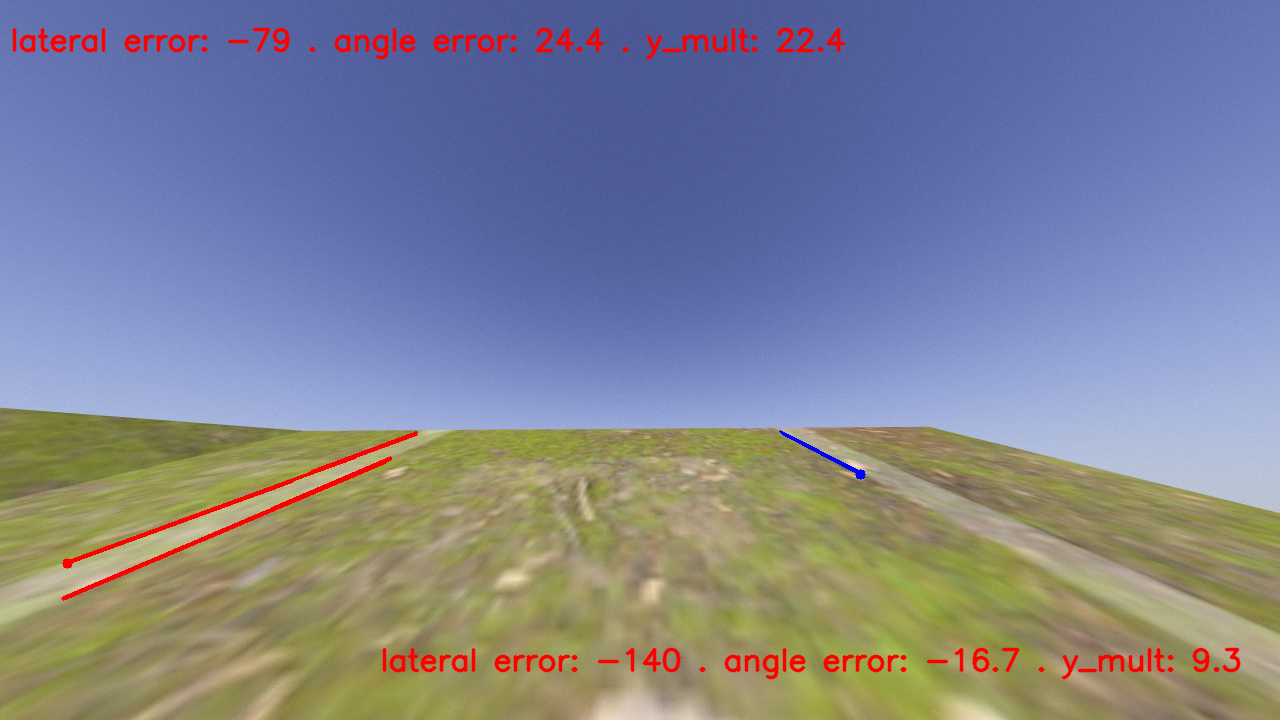 lateral error: -79 . angle error: 24.4 . y_mult: 22.4
lateral error: -140 . angle error: -16.7 . y_mult: 9.3